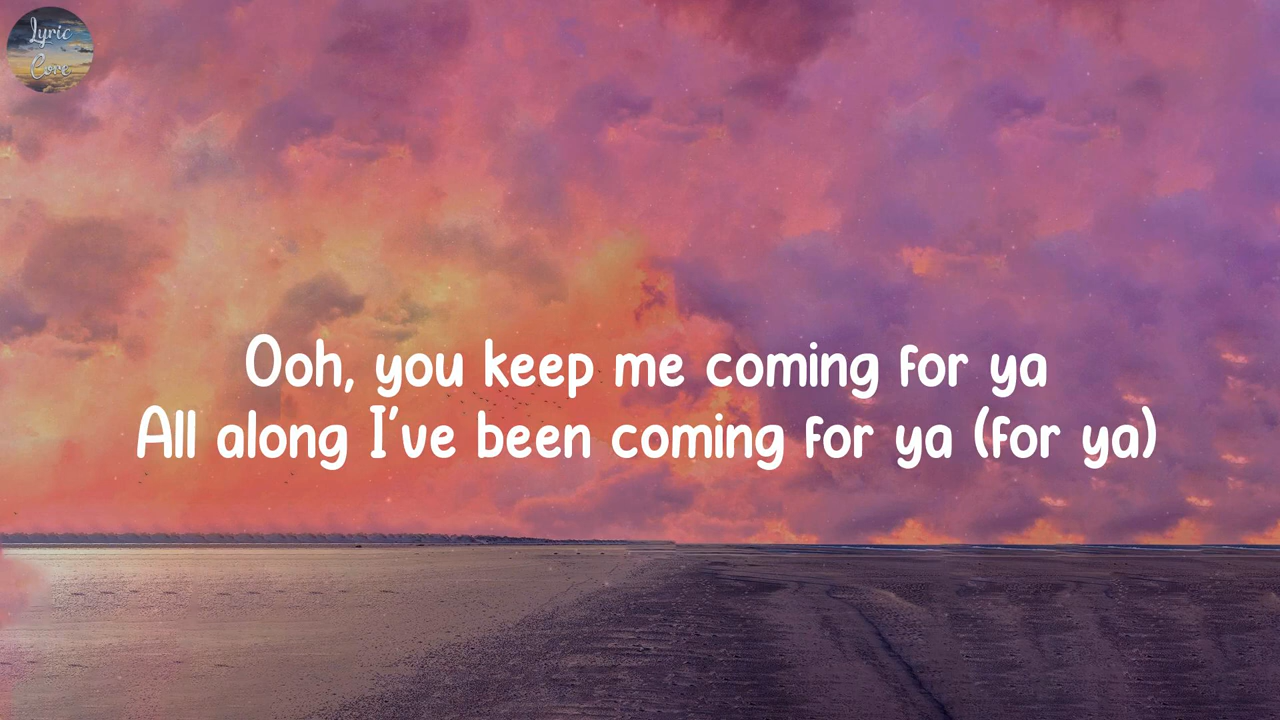 Lyric
Core
Ooh, you keep me coming for ya
All along I've been coming for ya (for ya)